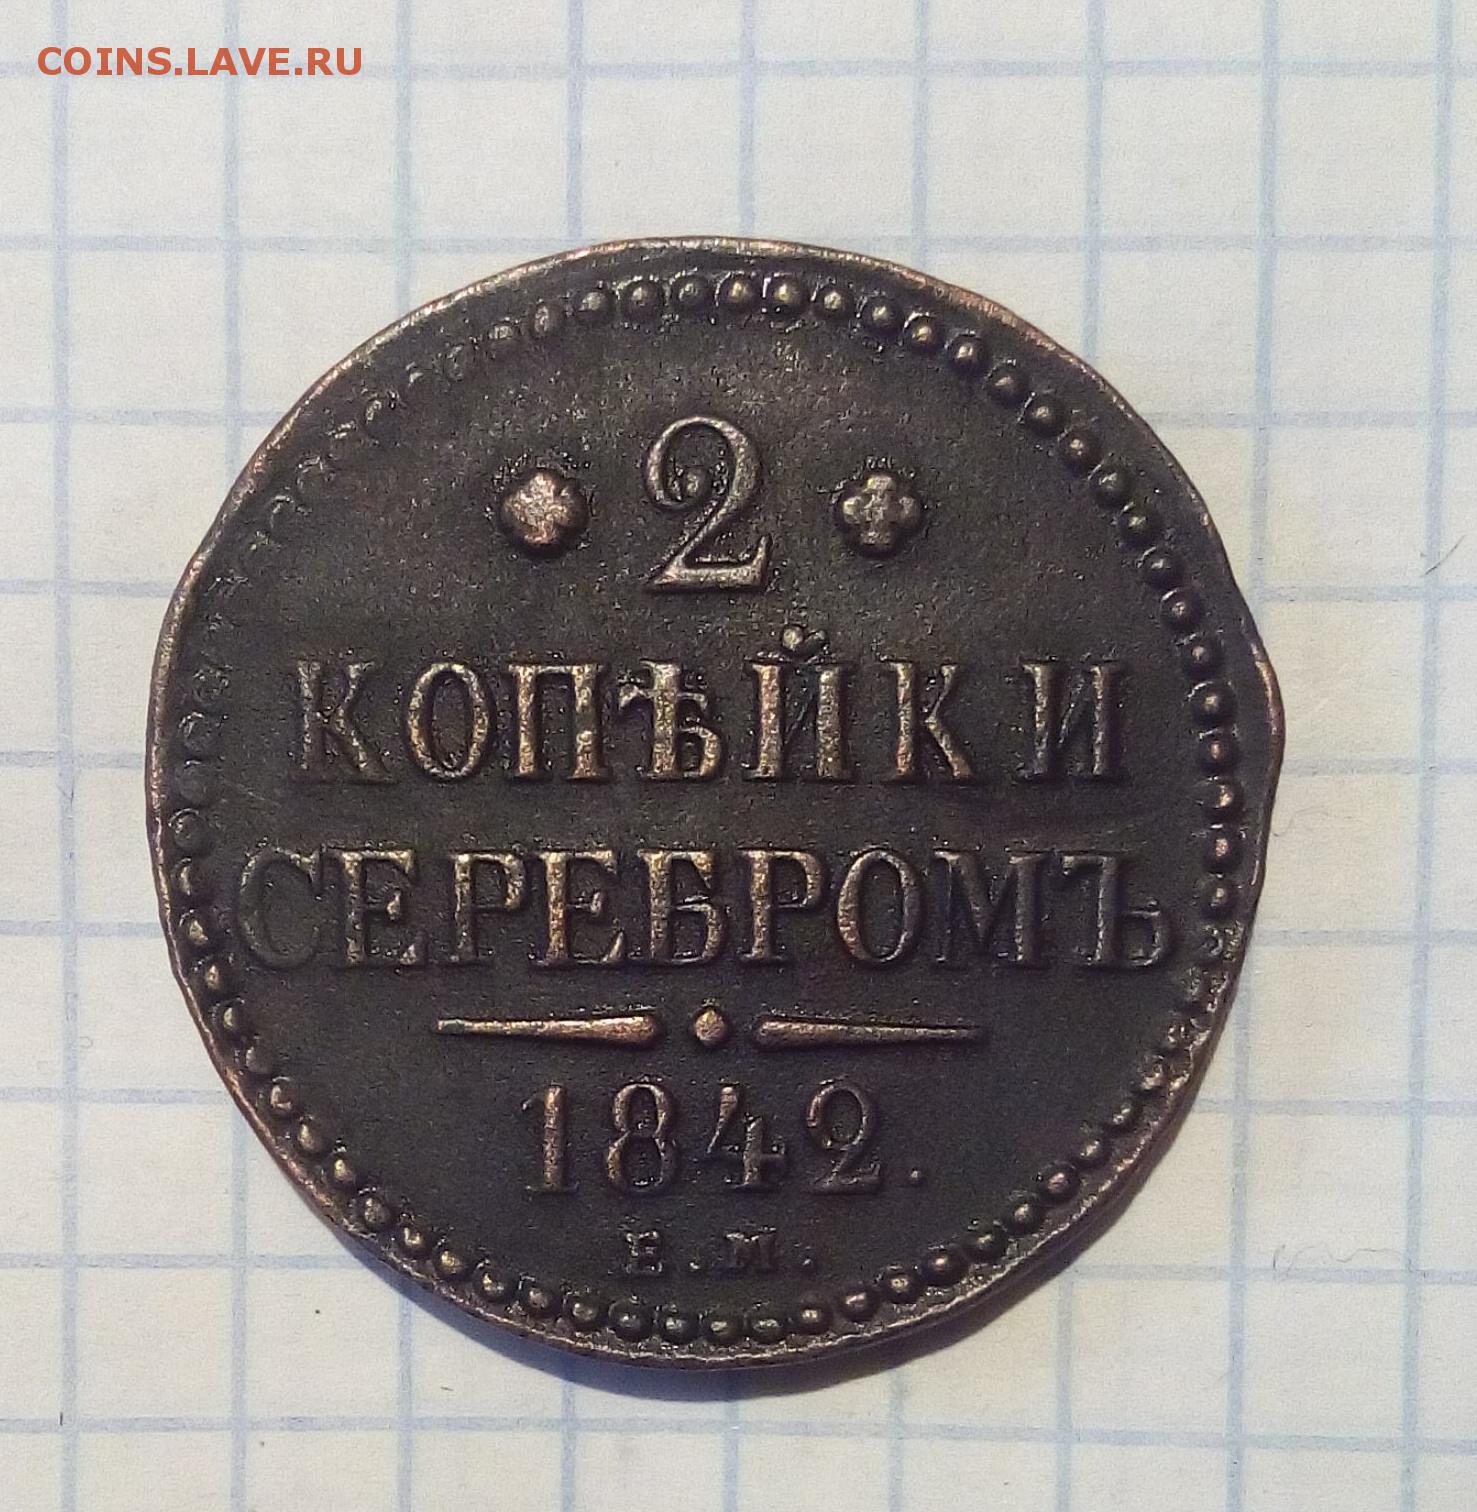 COINS.LAVE.RU
2
КОПѢЙКИ
СЕРЕБРОМЪ
1842.
Е.М.